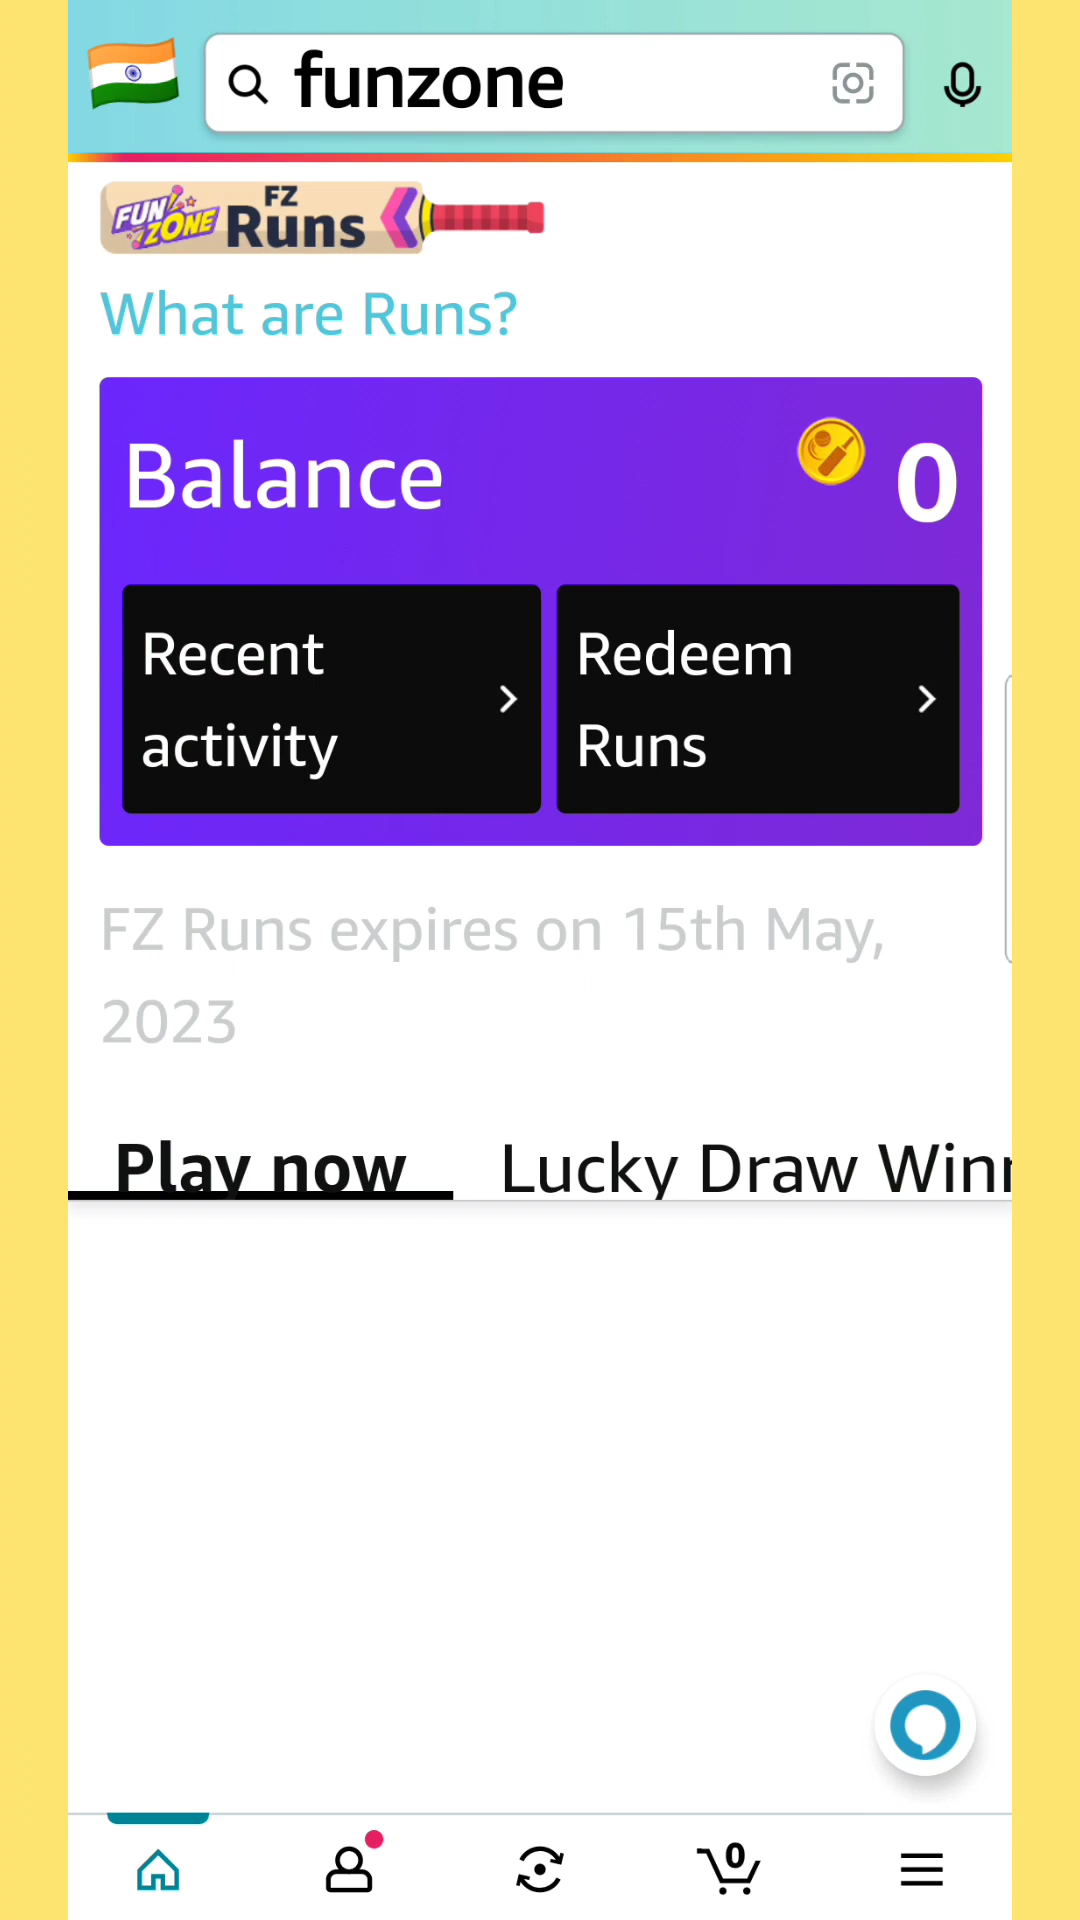 funzone
FUN
ZONE
FZ
Runs
What are Runs?
Balance
0
Recent
activity
Redeem
Runs
FZ Runs expires on 15th May,
2023
Play now
Lucky Draw Win
0